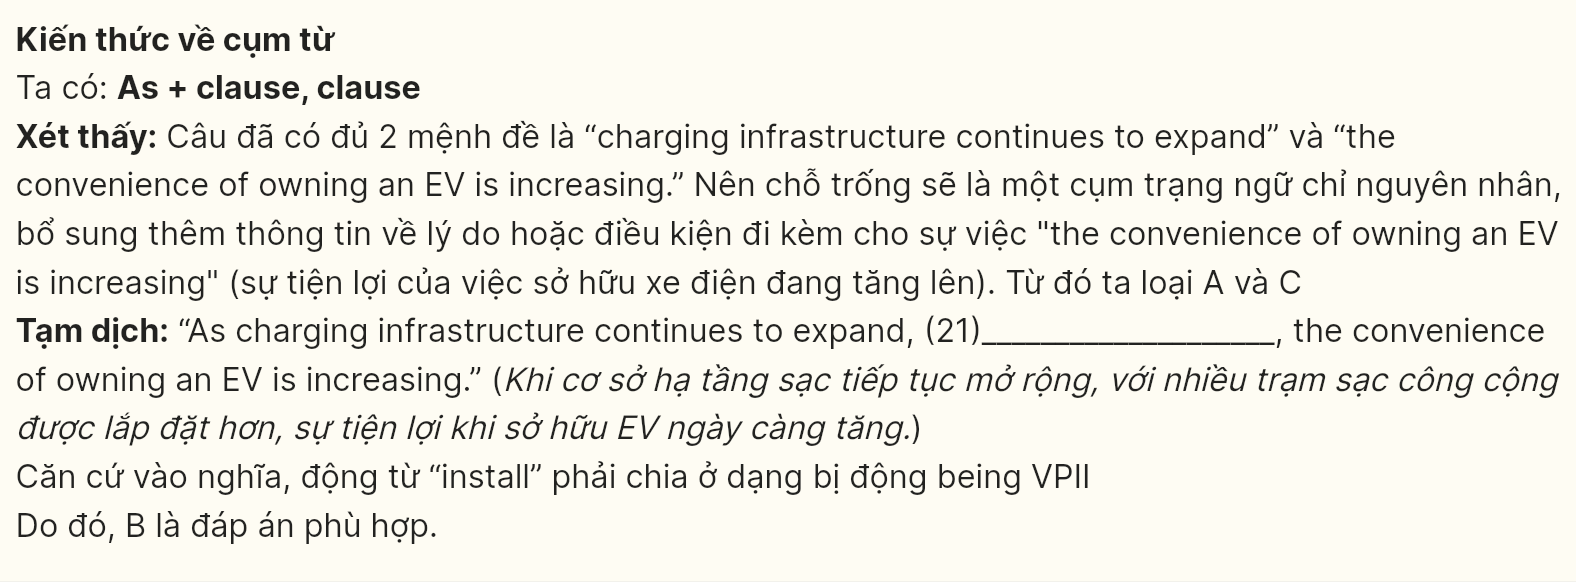 Kiến thức về cụm từ
Ta có: As + clause, clause
Xét thấy: Câu đã có đủ 2 mệnh đề là “charging infrastructure continues to expand” và “the
convenience of owning an EV is increasing.” Nên chỗ trống sẽ là một cụm trạng ngữ chỉ nguyên nhân,
bổ sung thêm thông tin về lý do hoặc điều kiện đi kèm cho sự việc "the convenience of owning an EV
is increasing" (sự tiện lợi của việc sở hữu xe điện đang tăng lên). Từ đó ta loại A và C
Tạm dịch: “As charging infrastructure continues to expand, (21)____________________, the convenience
of owning an EV is increasing.” (Khi cơ sở hạ tầng sạc tiếp tục mở rộng, với nhiều trạm sạc công cộng
được lắp đặt hơn, sự tiện lợi khi sở hữu EV ngày càng tăng.)
Căn cứ vào nghĩa, động từ “install” phải chia ở dạng bị động being VPII
Do đó, B là đáp án phù hợp.